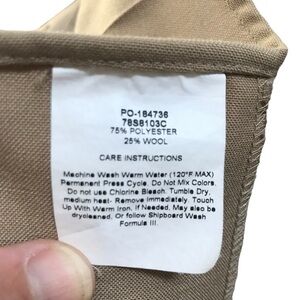 PO-184736
78S8103C
75% POLYESTER
25% WOOL
CARE INSTRUCTIONS
Machine Wash Warm Water (120°F MAX)
Permanent Press Cycle. Do Not Mix Colors.
Do not use Chlorine Bleach. Tumble Dry,
medium heat- Remove Immediately. Touch
Up With Warm Iron, If Needed. May also be
drycleaned. Or follow Shipboard Wash
Formula III.